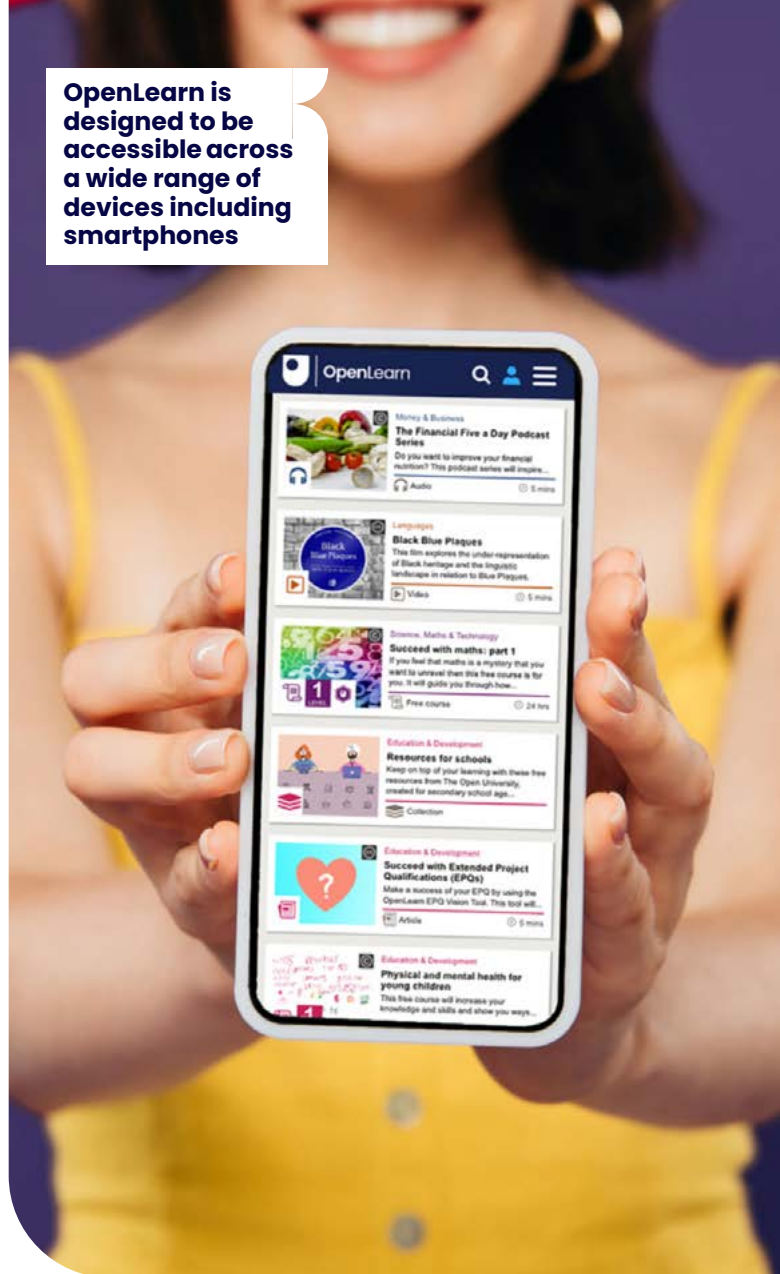 OpenLearn is
designed to be
accessible across
a wide range of
devices including
smartphones
OpenLearn
Money & Business
The Financial Five a Day Podcast
Series
Do you want to improve your financial
nutrition? This podcast series will inspire...
Audio
5 mins
Black
Blue Plaques
Languages
Black Blue Plaques
This film explores the under-representation
of Black heritage and the linguistic
landscape in relation to Blue Plaques.
Video
5 mins
Science, Maths & Technology
Succeed with maths: part 1
If you feel that maths is a mystery that you
want to unravel then this free course is for
you. It will guide you through how...
1
LEVEL
Free course
24 hrs
Education & Development
Resources for schools
Keep on top of your learning with these free
resources from The Open University,
created for secondary school age...
Collection
?
Education & Development
Succeed with Extended Project
Qualifications (EPQs)
Make a success of your EPQ by using the
OpenLearn EPQ Vision Tool. This tool will...
Article
5 mins
Education & Development
Physical and mental health for
young children
This free course will increase your
knowledge and skills and show you ways...
1